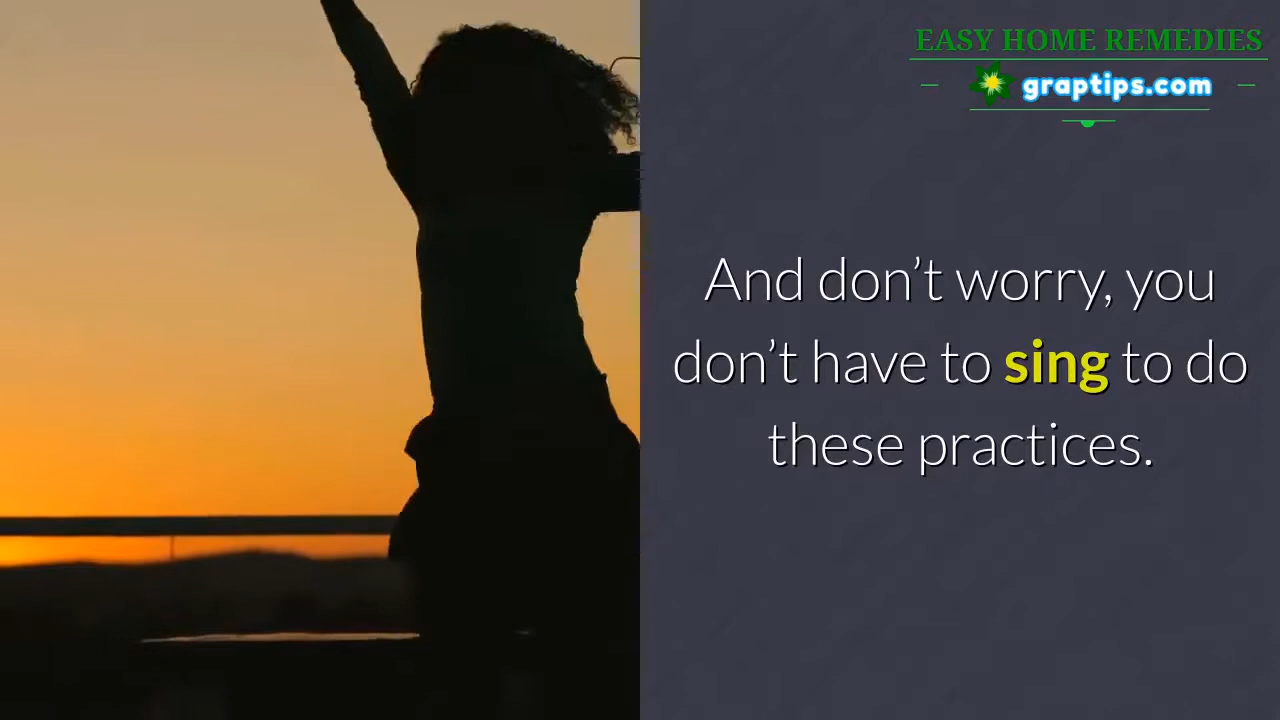 EASY HOME REMEDIES
graptips.com
And don’t worry, you
don’t have to sing to do
these practices.